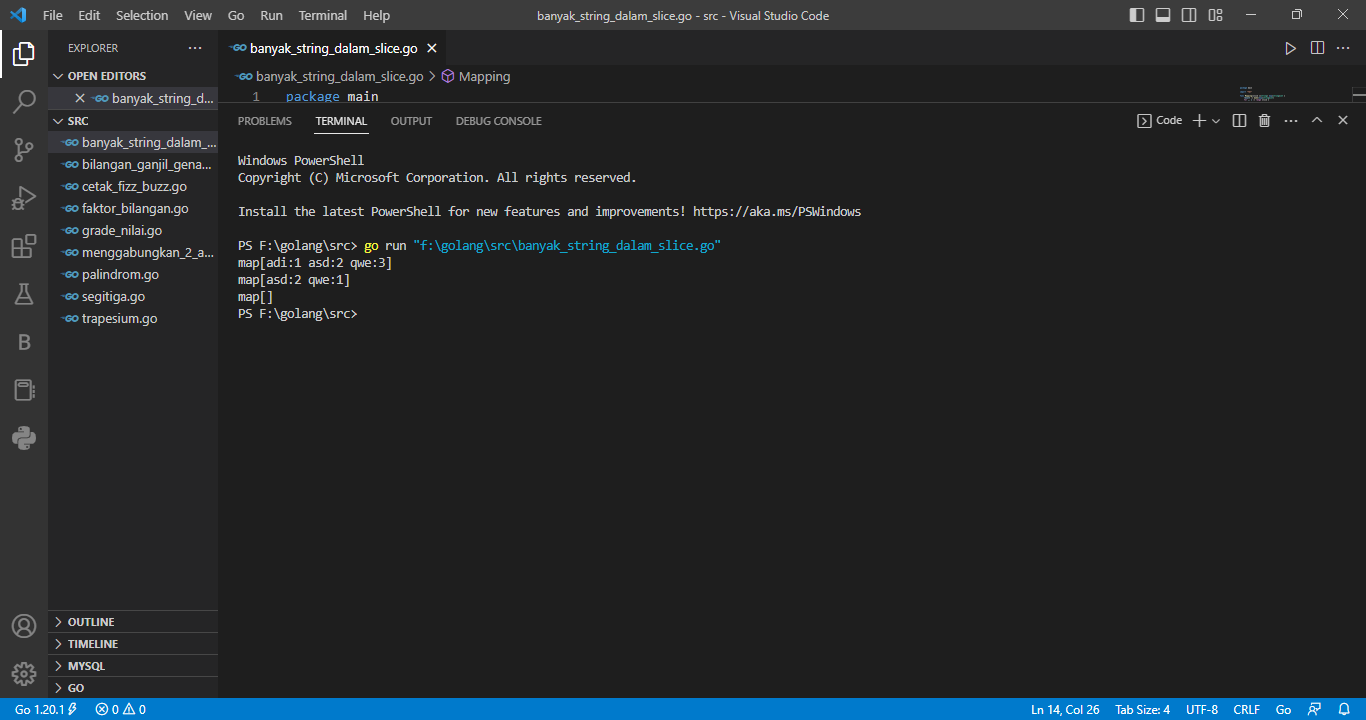 File Edit Selection View Go Run Terminal Help
banyak_string_dalam_slice.go - src - Visual Studio Code
EXPLORER
OPEN EDITORS
banyak_string_d...
SRC
banyak_string_dalam_...
bilangan_ganjil_gena...
cetak_fizz_buzz.go
faktor_bilangan.go
grade_nilai.go
menggabungkan_2_a...
palindrom.go
segitiga.go
trapesium.go
OUTLINE
TIMELINE
MYSQL
GO
banyak_string_dalam_slice.go
banyak_string_dalam_slice.go > Mapping
1 package main
PROBLEMS TERMINAL OUTPUT DEBUG CONSOLE
Code
Windows PowerShell
Copyright (C) Microsoft Corporation. All rights reserved.
Install the latest PowerShell for new features and improvements! https://aka.ms/PSWindows
PS F:\golang\src> go run "f:\golang\src\banyak_string_dalam_slice.go"
map[adi:1 asd:2 qwe:3]
map[asd:2 qwe:1]
map[]
PS F:\golang\src>
Go 1.20.1 0 0
Ln 14, Col 26 Tab Size: 4 UTF-8 CRLF Go